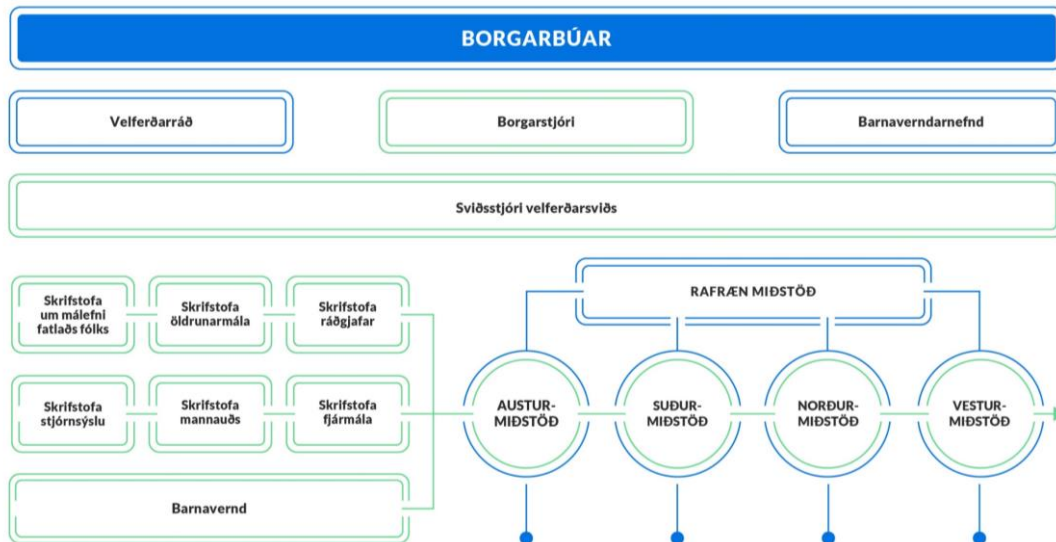 BORGARBÚAR
Velferðarráð
Borgarstjóri
Barnaverndarnefnd
Sviðsstjóri velferðarsviðs
RAFRÆN MIÐSTÖÐ
Skrifstofa
um málefni
fatlaðs fólks
Skrifstofa
öldrunarmála
Skrifstofa
ráðgjafar
Skrifstofa
stjórnsýslu
Skrifstofa
mannauðs
Skrifstofa
fjármála
AUSTUR-
MIÐSTÖÐ
SUÐUR-
MIÐSTÖÐ
NORÐUR-
MIÐSTÖÐ
VESTUR-
MIÐSTÖÐ
Barnavernd